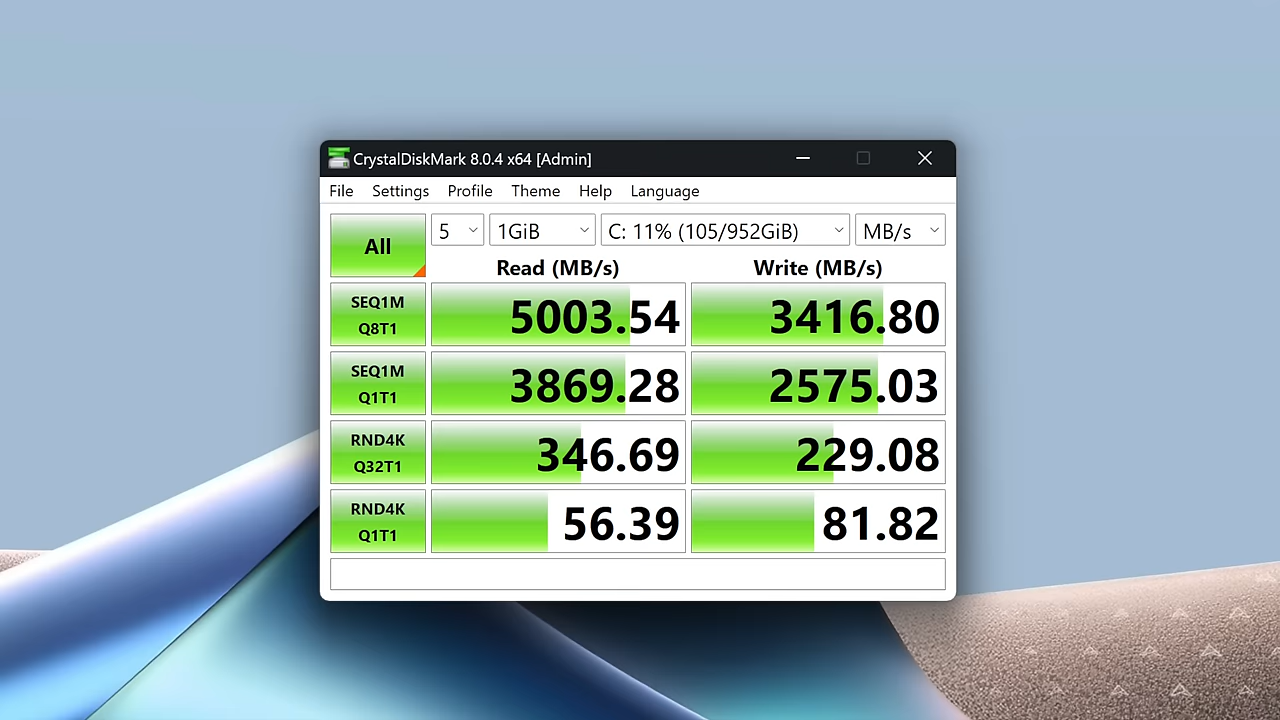 CrystalDiskMark 8.0.4 x64 [Admin]
File Settings Profile Theme Help Language
All 5 1GiB C: 11% (105/952GiB) MB/s
Read (MB/s) Write (MB/s)
SEQ1M
Q8T1
5003.54 3416.80
SEQ1M
Q1T1
3869.28 2575.03
RND4K
Q32T1
346.69 229.08
RND4K
Q1T1
56.39 81.82